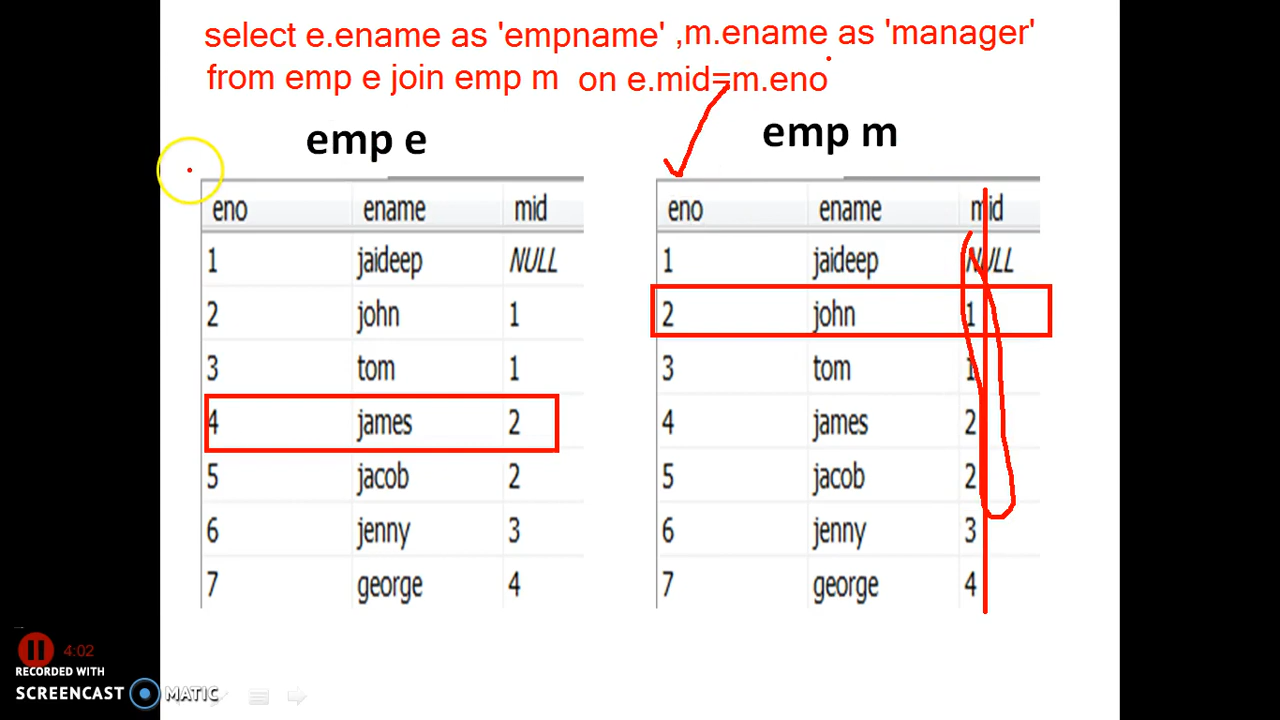 select e.ename as 'empname' ,m.ename as 'manager'
from emp e join emp m on e.mid=m.eno
emp e
eno ename mid
1 jaideep NULL
2 john 1
3 tom 1
4 james 2
5 jacob 2
6 jenny 3
7 george 4
emp m
eno ename mid
1 jaideep NULL
2 john 1
3 tom 1
4 james 2
5 jacob 2
6 jenny 3
7 george 4
4:02
RECORDED WITH
SCREENCAST MATIC